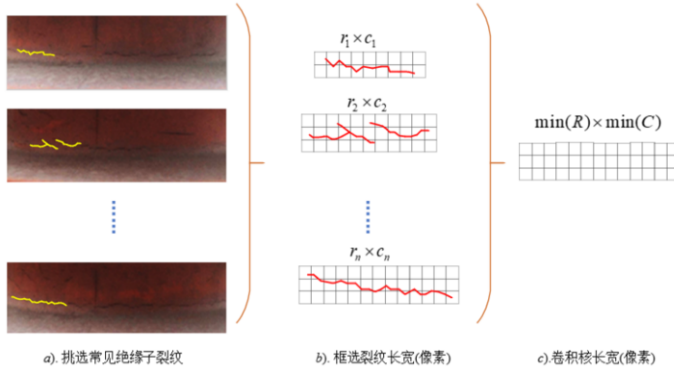 r₁ × c₁
r₂ × c₂
min(R) × min(C)
rₙ × cₙ
a). 挑选常见绝缘子裂纹
b). 框选裂纹长宽(像素)
c).卷积核长宽(像素)